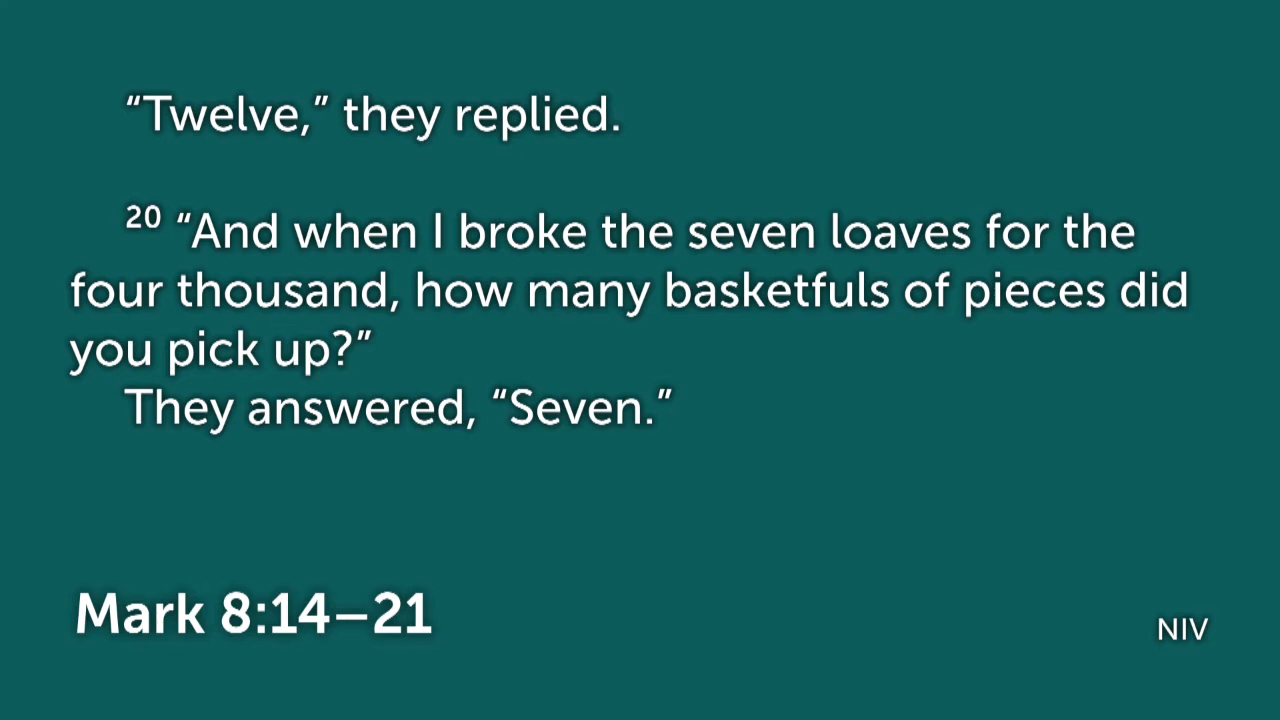 “Twelve,” they replied.
20 “And when I broke the seven loaves for the
four thousand, how many basketfuls of pieces did
you pick up?”
They answered, “Seven.”
Mark 8:14–21
NIV